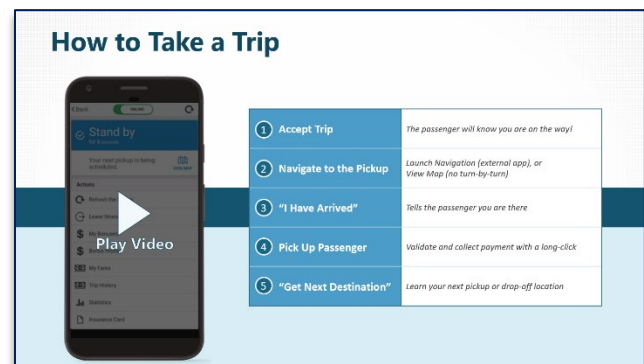 How to Take a Trip
Back
ONLINE
Stand by
Your next pickup is being
scheduled.
VIEW MAP
Actions
Play Video
My Fares
Trip History
Statistics
Insurance Card
1 Accept Trip
The passenger will know you are on the way!
2 Navigate to the Pickup
Launch Navigation (external app), or
View Map (no turn-by-turn)
3 “I Have Arrived”
Tells the passenger you are there
4 Pick Up Passenger
Validate and collect payment with a long-click
5 “Get Next Destination”
Learn your next pickup or drop-off location